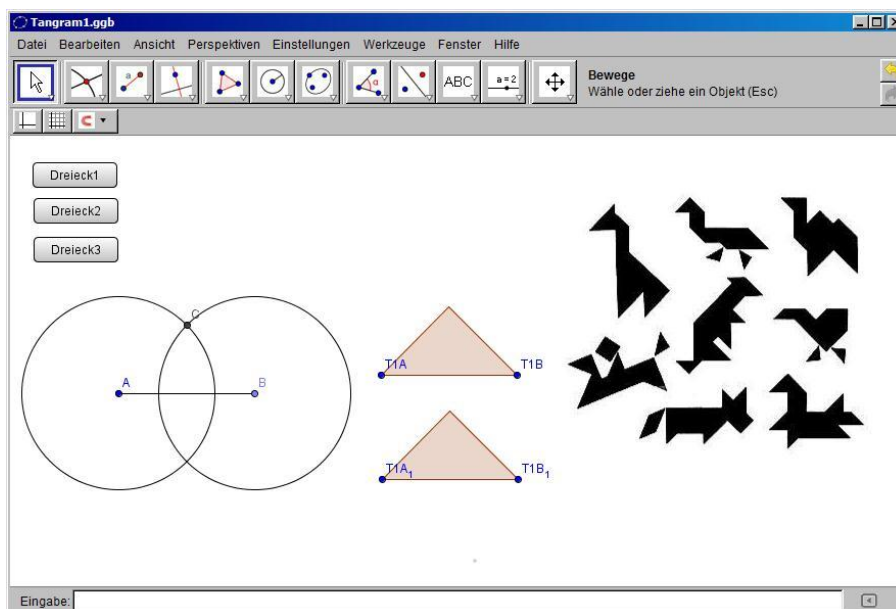 Tangram1.ggb
Datei Bearbeiten Ansicht Perspektiven Einstellungen Werkzeuge Fenster Hilfe
ABC
a=2
Bewege
Wähle oder ziehe ein Objekt (Esc)
Dreieck1
Dreieck2
Dreieck3
C
A B
T1A T1B
T1A₁ T1B₁
Eingabe: